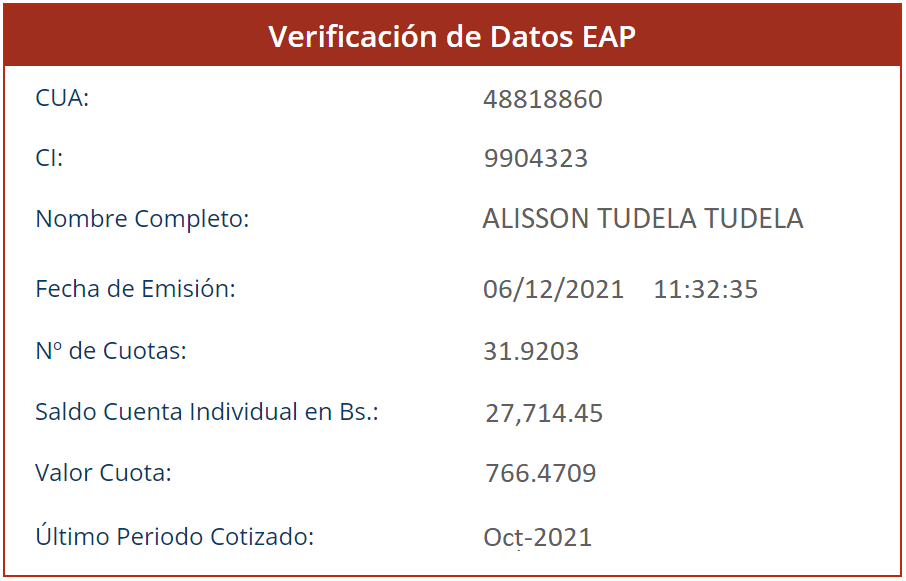 Verificación de Datos EAP
CUA: 48818860
CI: 9904323
Nombre Completo: ALISSON TUDELA TUDELA
Fecha de Emisión: 06/12/2021 11:32:35
Nº de Cuotas: 31.9203
Saldo Cuenta Individual en Bs.: 27,714.45
Valor Cuota: 766.4709
Último Periodo Cotizado: Oct-2021